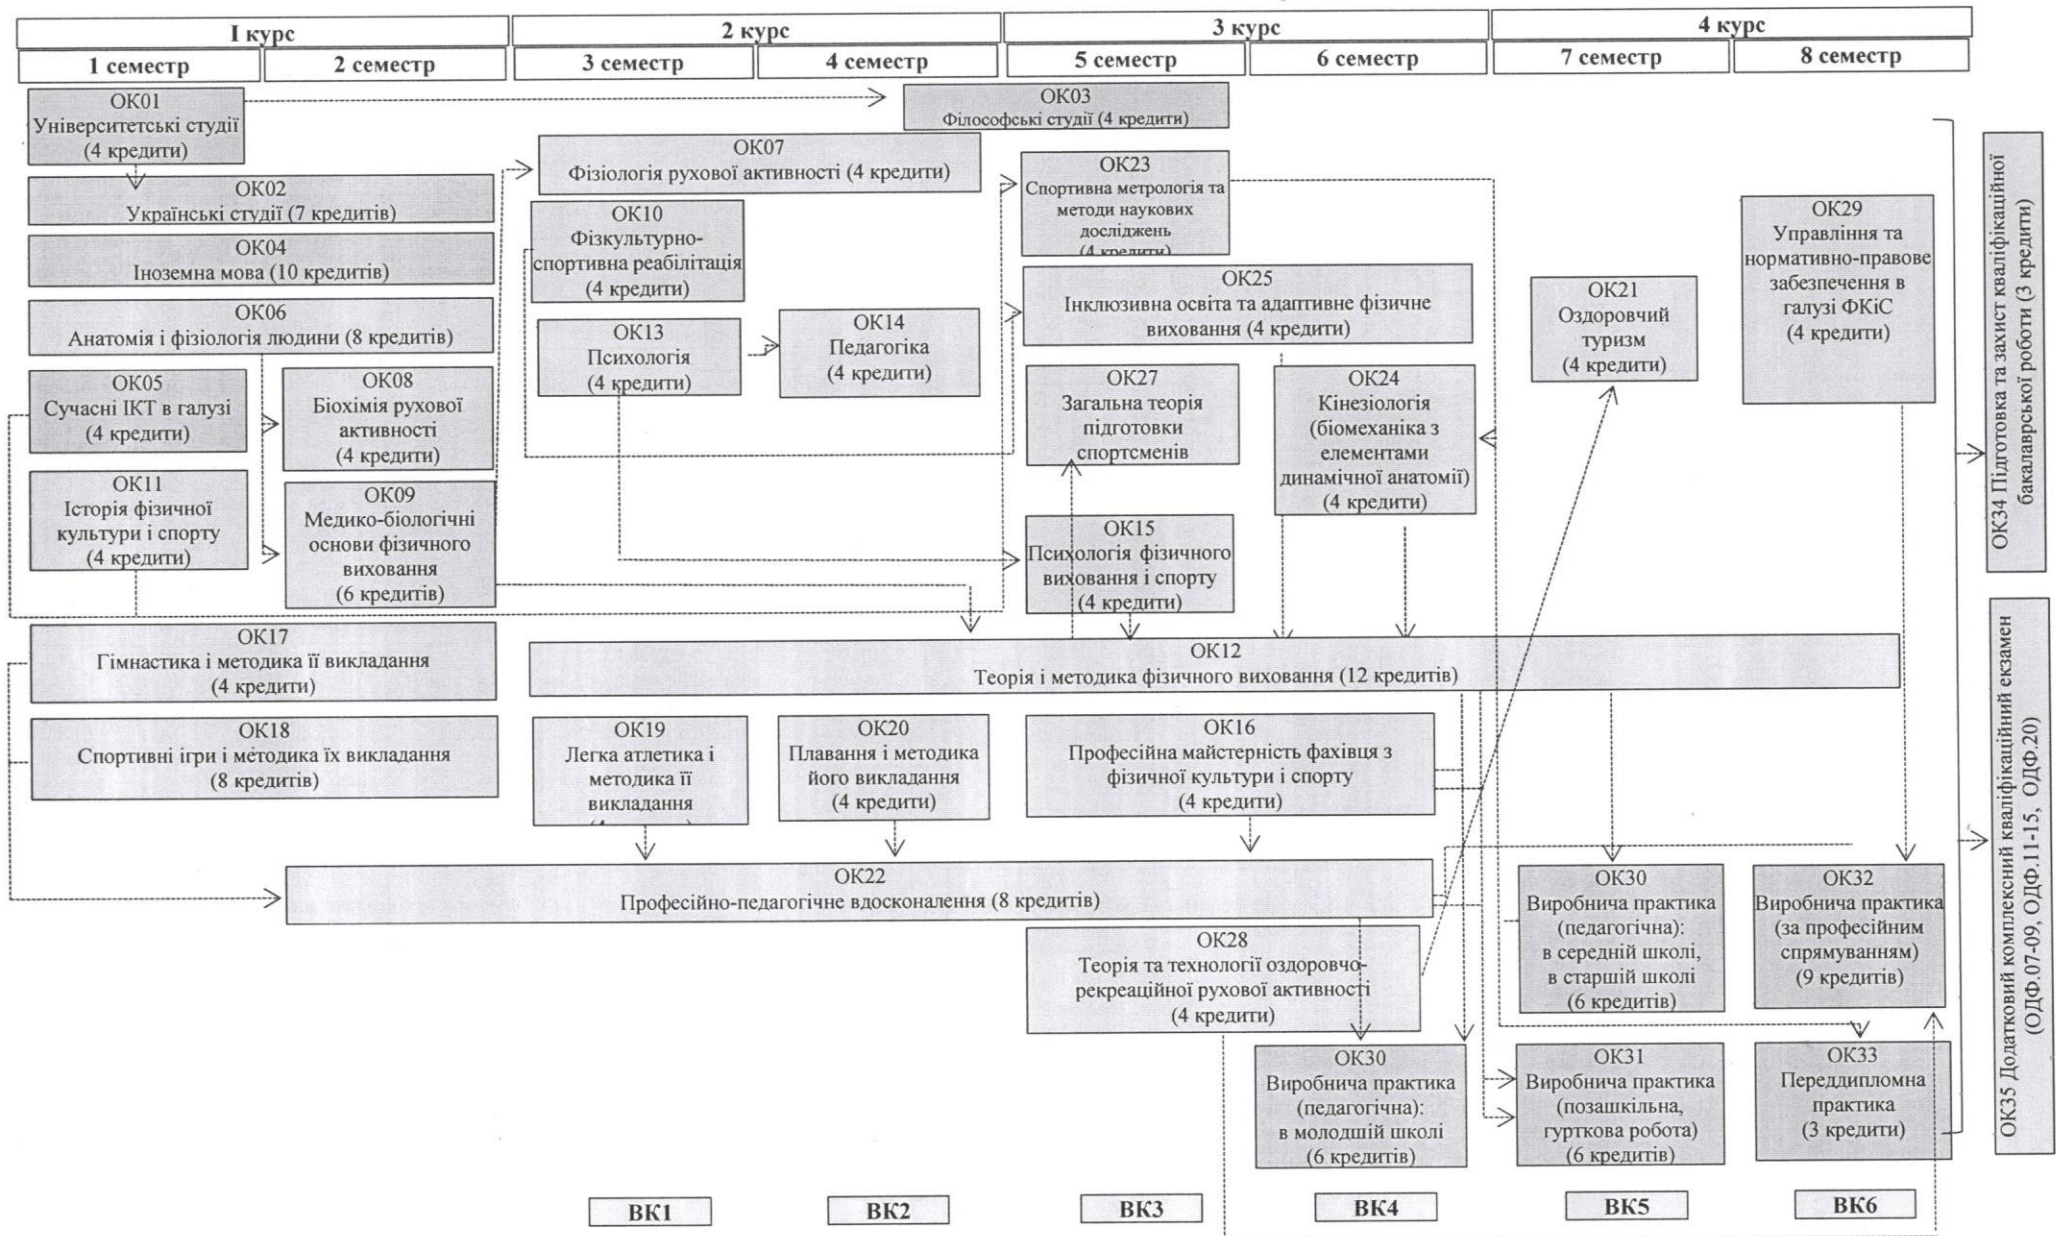 І курс
2 курс
3 курс
4 курс
1 семестр
2 семестр
3 семестр
4 семестр
5 семестр
6 семестр
7 семестр
8 семестр
ОК01
Університетські студії
(4 кредити)
ОК03
Філософські студії (4 кредити)
ОК02
Українські студії (7 кредитів)
ОК04
Іноземна мова (10 кредитів)
ОК06
Анатомія і фізіологія людини (8 кредитів)
ОК05
Сучасні ІКТ в галузі
(4 кредити)
ОК08
Біохімія рухової
активності
(4 кредити)
ОК11
Історія фізичної
культури і спорту
(4 кредити)
ОК09
Медико-біологічні
основи фізичного
виховання
(6 кредитів)
ОК07
Фізіологія рухової активності (4 кредити)
ОК10
Фізкультурно-
спортивна реабілітація
(4 кредити)
ОК13
Психологія
(4 кредити)
ОК14
Педагогіка
(4 кредити)
ОК23
Спортивна метрологія та
методи наукових
досліджень
(4 кредити)
ОК25
Інклюзивна освіта та адаптивне фізичне
виховання (4 кредити)
ОК27
Загальна теорія
підготовки
спортсменів
ОК24
Кінезіологія
(біомеханіка з
елементами
динамічної анатомії)
(4 кредити)
ОК15
Психологія фізичного
виховання і спорту
(4 кредити)
ОК21
Оздоровчий
туризм
(4 кредити)
ОК29
Управління та
нормативно-правове
забезпечення в
галузі ФКіС
(4 кредити)
ОК34 Підготовка та захист кваліфікаційної
бакалаврської роботи (3 кредити)
ОК17
Гімнастика і методика її викладання
(4 кредити)
ОК12
Теорія і методика фізичного виховання (12 кредитів)
ОК18
Спортивні ігри і методика їх викладання
(8 кредитів)
ОК19
Легка атлетика і
методика її
викладання
ОК20
Плавання і методика
його викладання
(4 кредити)
ОК16
Професійна майстерність фахівця з
фізичної культури і спорту
(4 кредити)
ОК22
Професійно-педагогічне вдосконалення (8 кредитів)
ОК28
Теорія та технології оздоровчо-
рекреаційної рухової активності
(4 кредити)
ОК30
Виробнича практика
(педагогічна):
в середній школі,
в старшій школі
(6 кредитів)
ОК32
Виробнича практика
(за професійним
спрямуванням)
(9 кредитів)
ОК30
Виробнича практика
(педагогічна):
в молодшій школі
(6 кредитів)
ОК31
Виробнича практика
(позашкільна,
гурткова робота)
(6 кредитів)
ОК33
Переддипломна
практика
(3 кредити)
ОК35 Додатковий комплексний кваліфікаційний екзамен
(ОДФ.07-09, ОДФ.11-15, ОДФ.20)
ВК1
ВК2
ВК3
ВК4
ВК5
ВК6